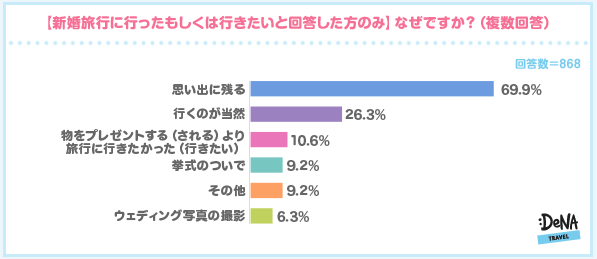 【新婚旅行に行ったもしくは行きたいと回答した方のみ】なぜですか？（複数回答）
回答数＝868
思い出に残る 69.9%
行くのが当然 26.3%
物をプレゼントする（される）より
旅行に行きたかった（行きたい） 10.6%
挙式のついで 9.2%
その他 9.2%
ウェディング写真の撮影 6.3%
:DeNA
TRAVEL